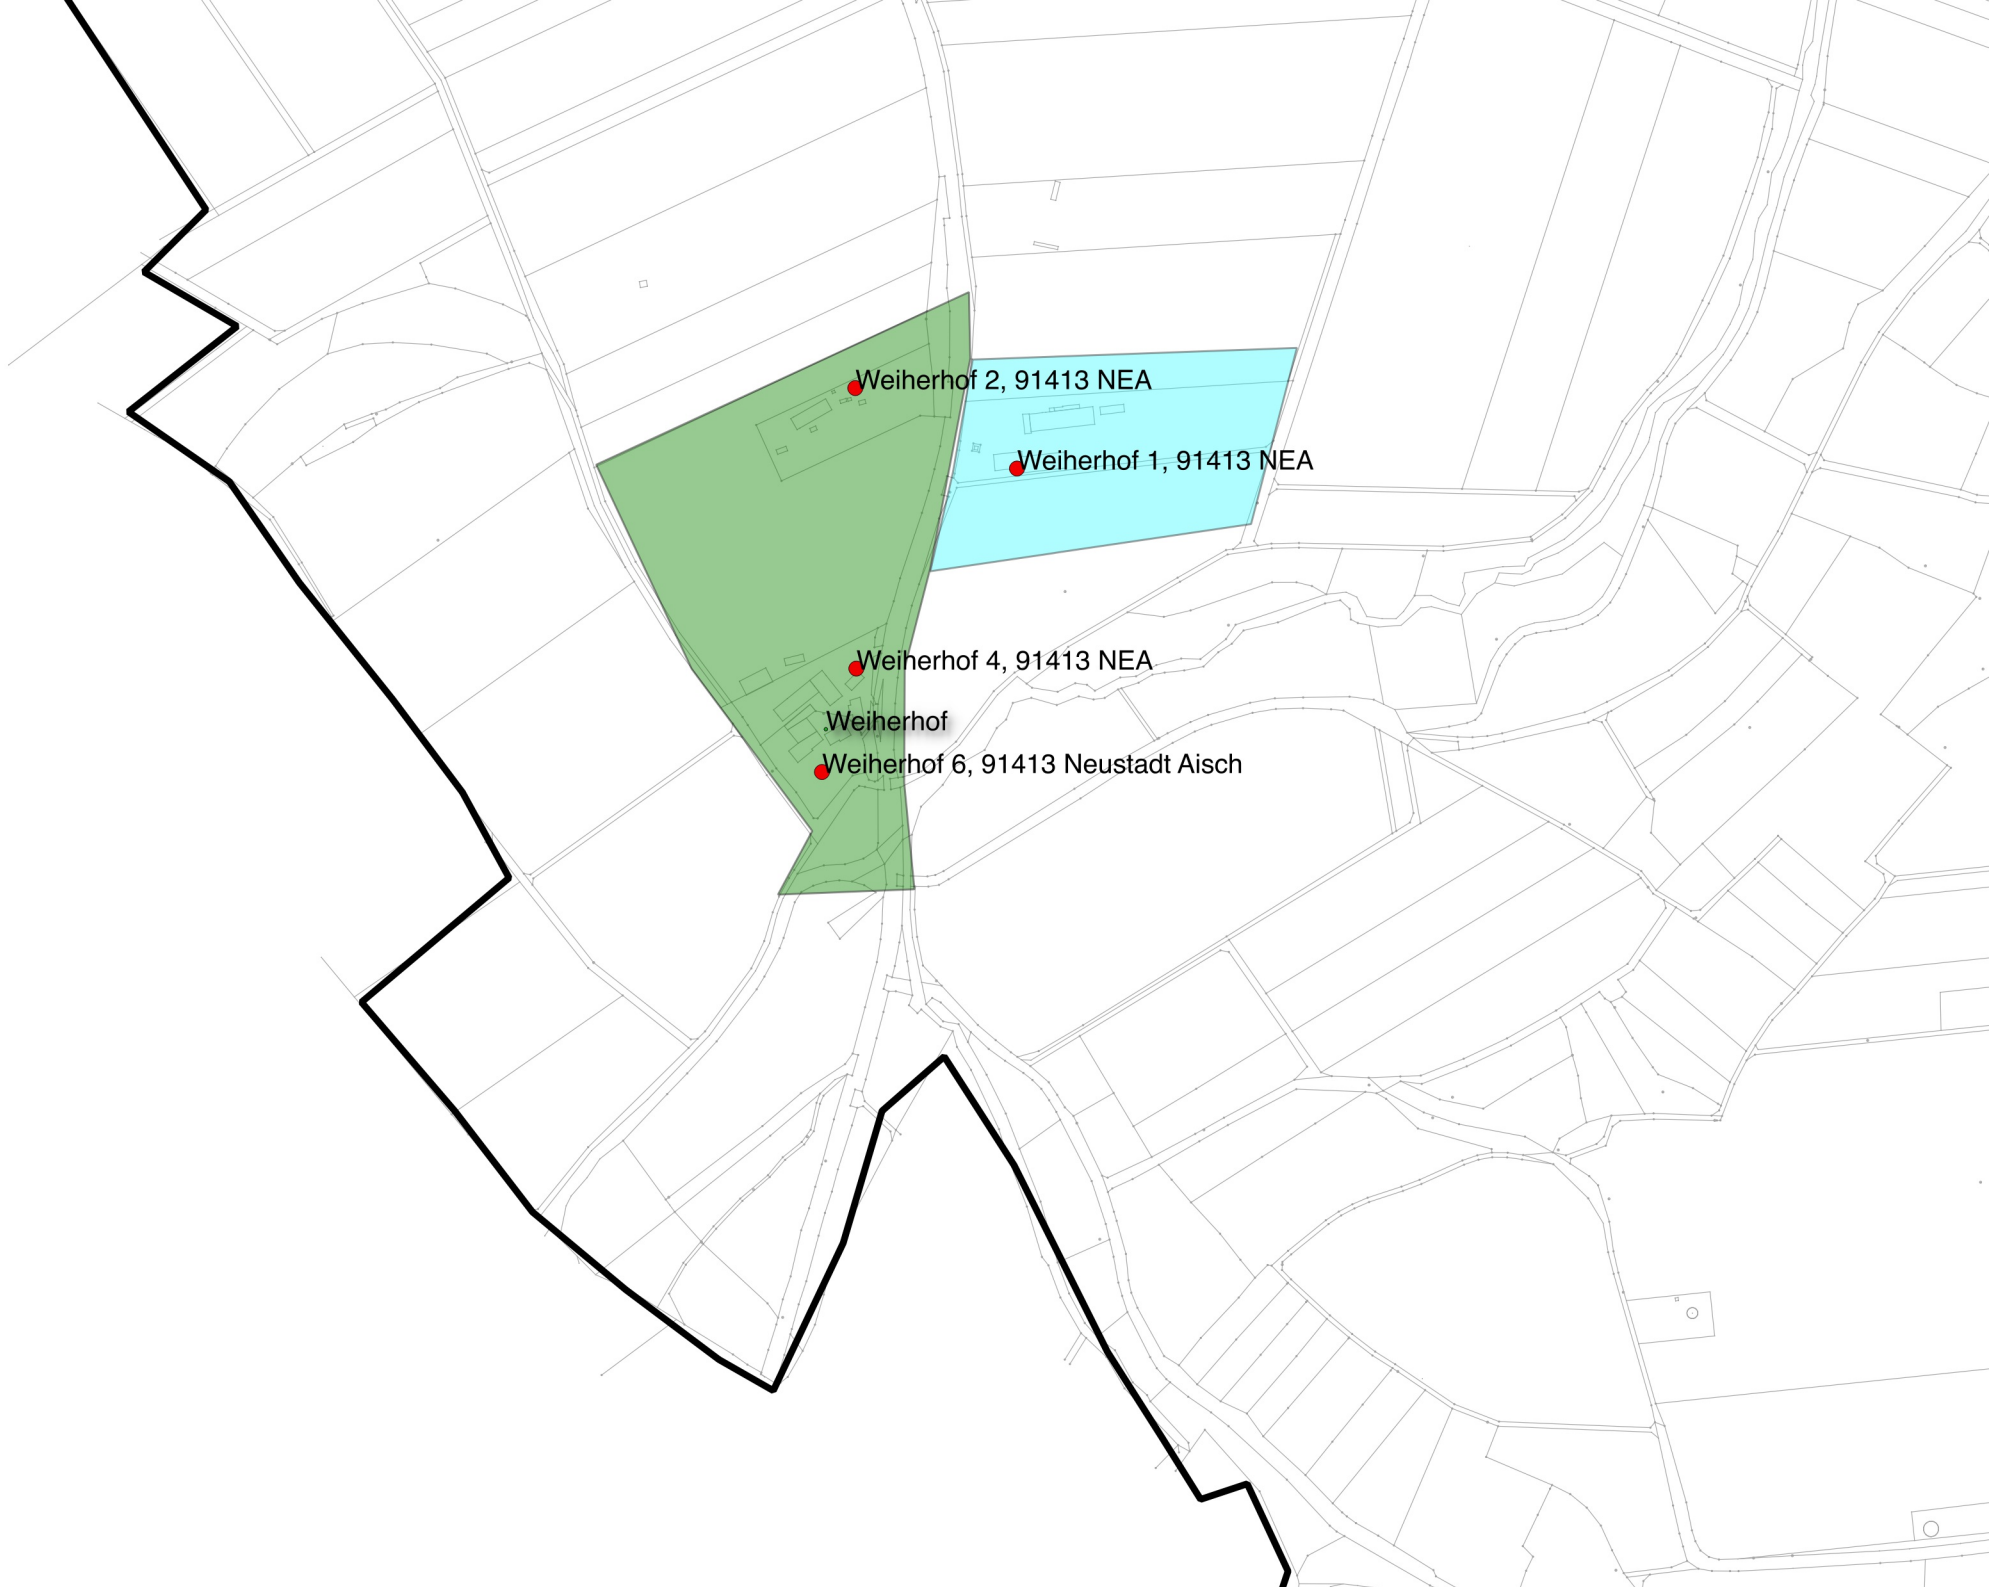 Weiherhof 2, 91413 NEA
Weiherhof 1, 91413 NEA
Weiherhof 4, 91413 NEA
Weiherhof
Weiherhof 6, 91413 Neustadt Aisch